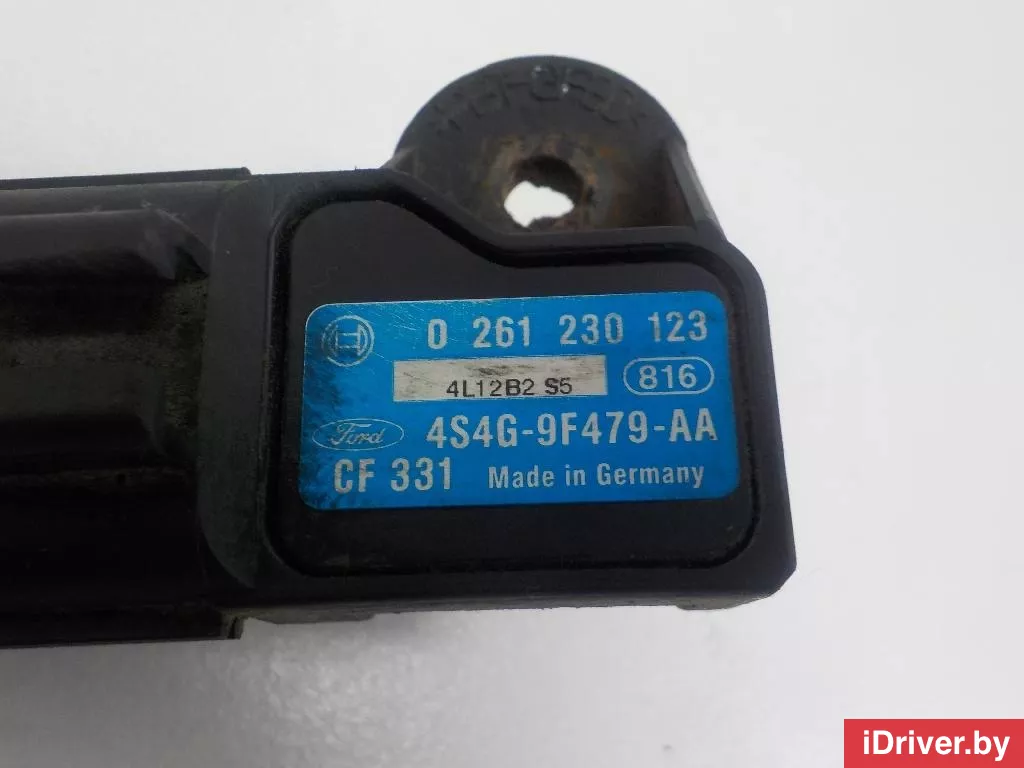 0 261 230 123
4L12B2 S5 816
Ford 4S4G-9F479-AA
CF 331 Made in Germany
iDriver.by